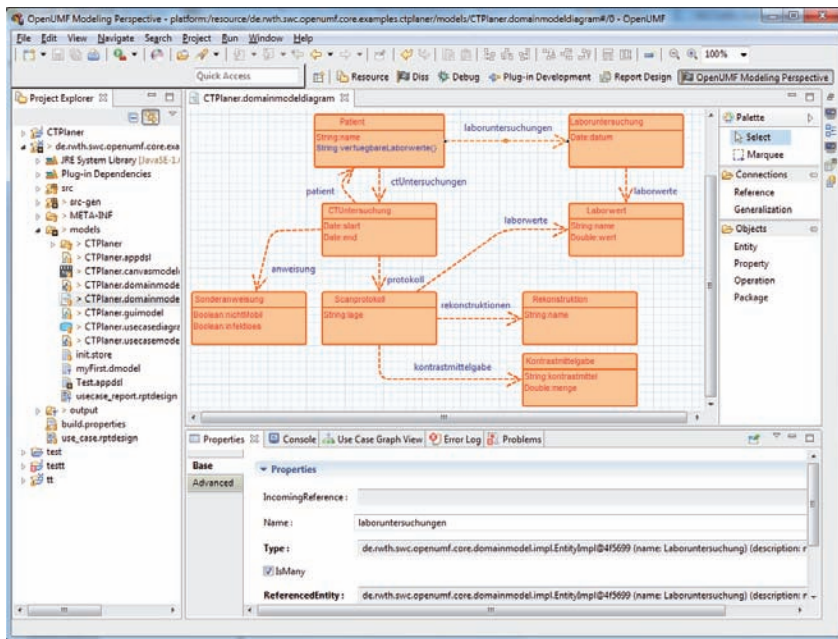 OpenUMF Modeling Perspective - platform:/resource/de.rwth.swc.openumf.core.examples.ctplaner/models/CTPlaner.domainmodeldiagram#/0 - OpenUMF
File Edit View Navigate Search Project Run Window Help
100%
Quick Access
Resource
Diss
Debug
Plug-in Development
Report Design
OpenUMF Modeling Perspective
Project Explorer
CTPlaner
> de.rwth.swc.openumf.core.exa
JRE System Library [JavaSE-1.
Plug-in Dependencies
src
> src-gen
> META-INF
> models
> CTPlaner
> CTPlaner.appdsl
> CTPlaner.canvasmodel
> CTPlaner.domainmode
> CTPlaner.domainmode
> CTPlaner.guimodel
> CTPlaner.usecasediagra
> CTPlaner.usecasemode
init.store
myFirst.dmodel
Test.appdsl
usecase_report.rptdesign
> output
build.properties
use_case.rptdesign
test
testt
tt
CTPlaner.domainmodeldiagram
Patient
String:name
String verfuegbareLaborwerte()
laboruntersuchungen
Laboruntersuchung
Date:datum
patient
ctUntersuchungen
laborwerte
CTUntersuchung
Date:start
Date:end
laborwerte
Laborwert
String:name
Double:wert
anweisung
protokoll
Sonderanweisung
Boolean:nichtMobil
Boolean:infektioes
Scanprotokoll
String:lage
rekonstruktionen
Rekonstruktion
String:name
kontrastmittelgabe
Kontrastmittelgabe
String:kontrastmittel
Double:menge
Palette
Select
Marquee
Connections
Reference
Generalization
Objects
Entity
Property
Operation
Package
Properties
Console
Use Case Graph View
Error Log
Problems
Base
Advanced
Properties
IncomingReference :
Name : laboruntersuchungen
Type : de.rwth.swc.openumf.core.domainmodel.impl.EntityImpl@4f5699 (name: Laboruntersuchung) (description: r
IsMany
ReferencedEntity : de.rwth.swc.openumf.core.domainmodel.impl.EntityImpl@4f5699 (name: Laboruntersuchung) (description: r